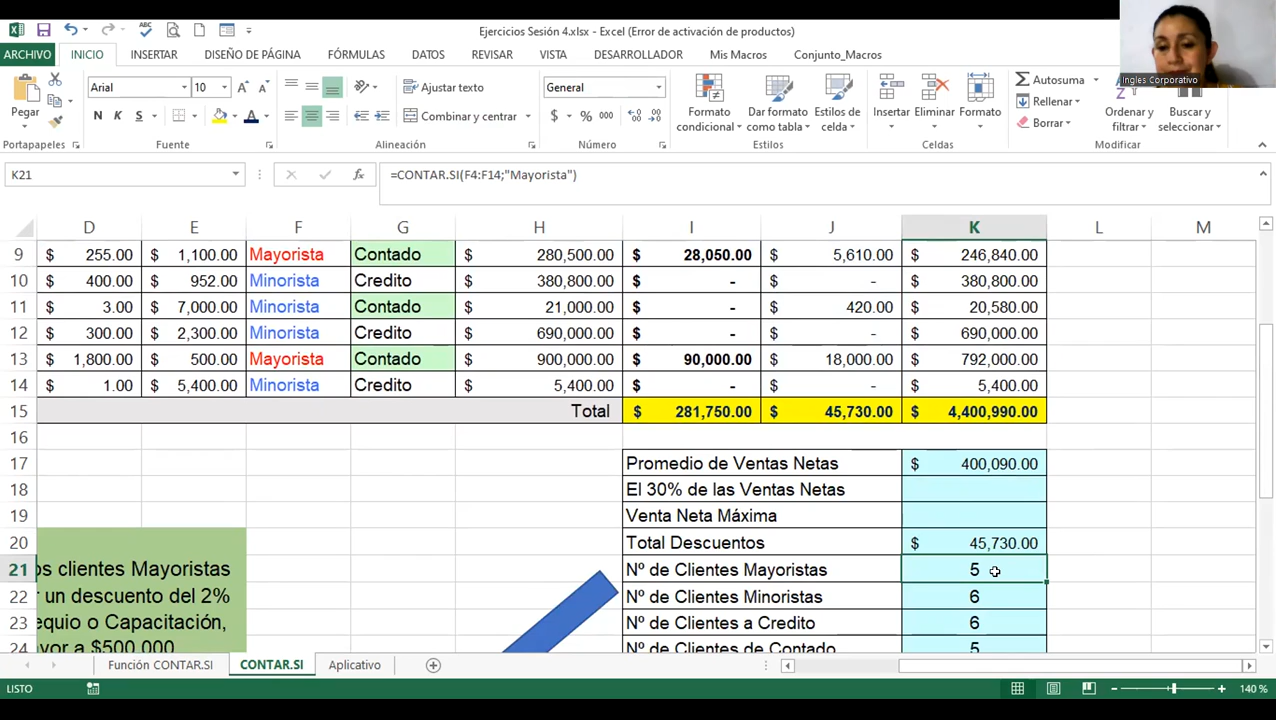 Ejercicios Sesión 4.xlsx - Excel (Error de activación de productos)
Ingles Corporativo
ARCHIVO INICIO INSERTAR DISEÑO DE PÁGINA FÓRMULAS DATOS REVISAR VISTA DESARROLLADOR Mis Macros Conjunto_Macros
Pegar Arial 10 Ajustar texto General Formato condicional Dar formato como tabla Estilos de celda Insertar Eliminar Formato Autosuma Rellenar Borrar Ordenar y filtrar Buscar y seleccionar
N K S Combinar y centrar $ % 000
Portapapeles Fuente Alineación Número Estilos Celdas Modificar
K21 fx =CONTAR.SI(F4:F14;"Mayorista")
D E F G H I J K L M
9 $ 255.00 $ 1,100.00 Mayorista Contado $ 280,500.00 $ 28,050.00 $ 5,610.00 $ 246,840.00
10 $ 400.00 $ 952.00 Minorista Credito $ 380,800.00 $ - $ - $ 380,800.00
11 $ 3.00 $ 7,000.00 Minorista Contado $ 21,000.00 $ - $ 420.00 $ 20,580.00
12 $ 300.00 $ 2,300.00 Minorista Credito $ 690,000.00 $ - $ - $ 690,000.00
13 $ 1,800.00 $ 500.00 Mayorista Contado $ 900,000.00 $ 90,000.00 $ 18,000.00 $ 792,000.00
14 $ 1.00 $ 5,400.00 Minorista Credito $ 5,400.00 $ - $ - $ 5,400.00
15 Total $ 281,750.00 $ 45,730.00 $ 4,400,990.00
16
17 Promedio de Ventas Netas $ 400,090.00
18 El 30% de las Ventas Netas
19 Venta Neta Máxima
20 Total Descuentos $ 45,730.00
21 os clientes Mayoristas Nº de Clientes Mayoristas 5
22 r un descuento del 2% Nº de Clientes Minoristas 6
23 equio o Capacitación, Nº de Clientes a Credito 6
24 yor a $500.000 Nº de Clientes de Contado 5
Función CONTAR.SI CONTAR.SI Aplicativo
LISTO 140 %